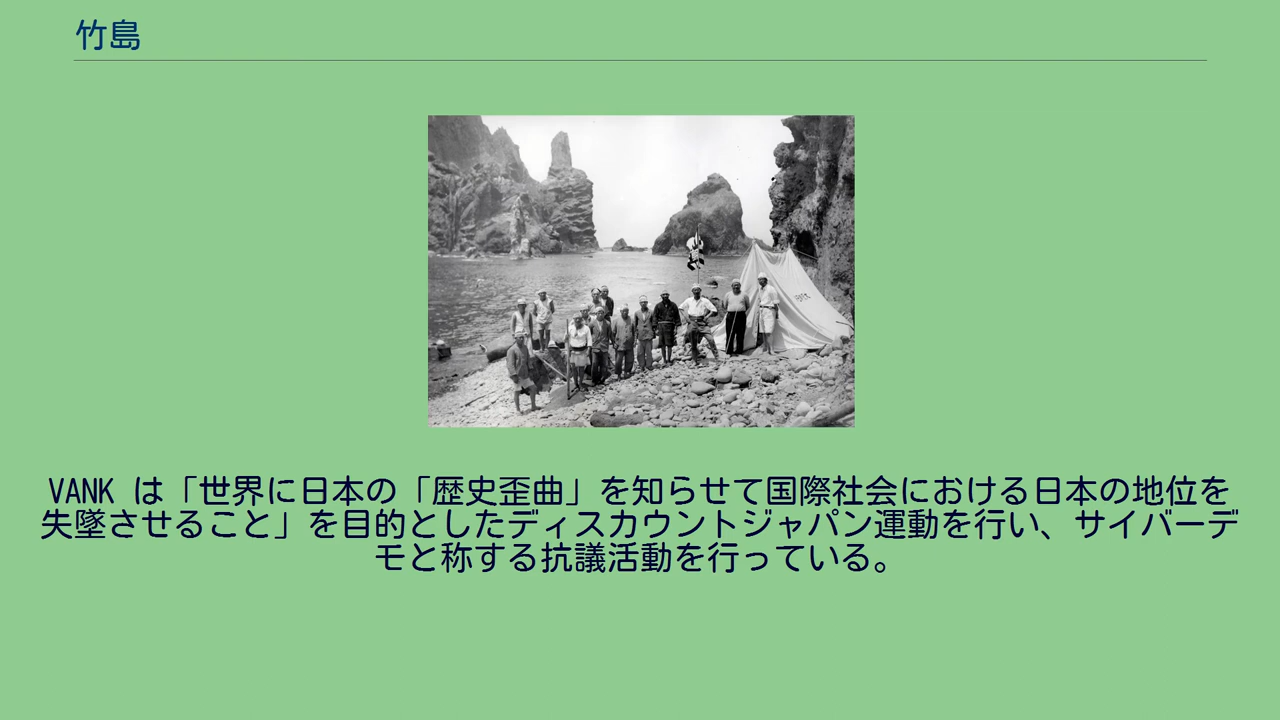 竹島
VANK は「世界に日本の「歴史歪曲」を知らせて国際社会における日本の地位を
失墜させること」を目的としたディスカウントジャパン運動を行い、サイバーデ
モと称する抗議活動を行っている。